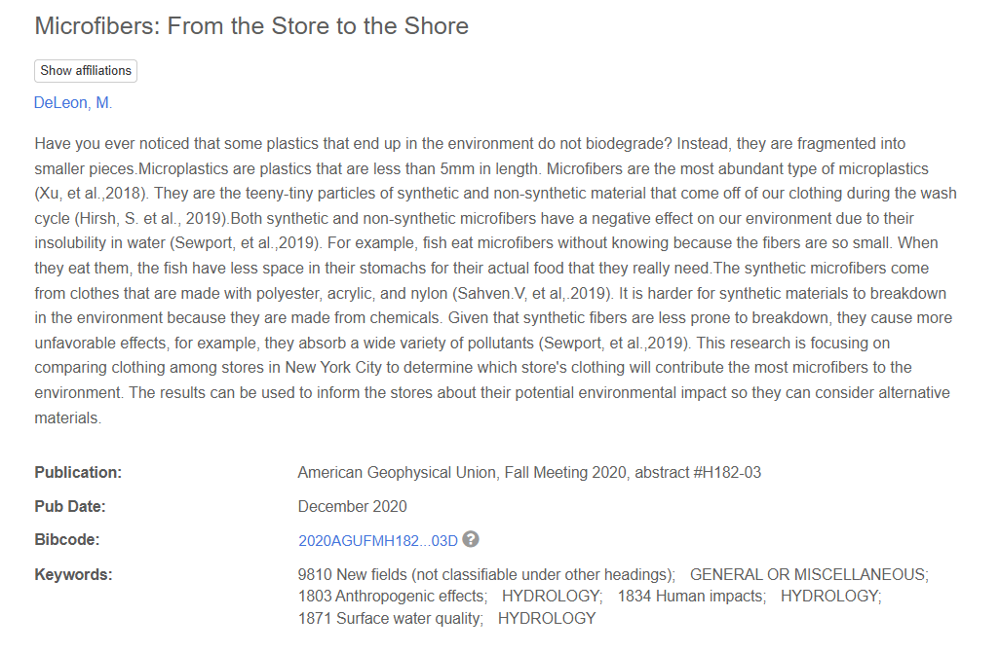 Microfibers: From the Store to the Shore
Show affiliations
DeLeon, M.
Have you ever noticed that some plastics that end up in the environment do not biodegrade? Instead, they are fragmented into
smaller pieces.Microplastics are plastics that are less than 5mm in length. Microfibers are the most abundant type of microplastics
(Xu, et al.,2018). They are the teeny-tiny particles of synthetic and non-synthetic material that come off of our clothing during the wash
cycle (Hirsh, S. et al., 2019).Both synthetic and non-synthetic microfibers have a negative effect on our environment due to their
insolubility in water (Sewport, et al.,2019). For example, fish eat microfibers without knowing because the fibers are so small. When
they eat them, the fish have less space in their stomachs for their actual food that they really need.The synthetic microfibers come
from clothes that are made with polyester, acrylic, and nylon (Sahven.V, et al,.2019). It is harder for synthetic materials to breakdown
in the environment because they are made from chemicals. Given that synthetic fibers are less prone to breakdown, they cause more
unfavorable effects, for example, they absorb a wide variety of pollutants (Sewport, et al.,2019). This research is focusing on
comparing clothing among stores in New York City to determine which store's clothing will contribute the most microfibers to the
environment. The results can be used to inform the stores about their potential environmental impact so they can consider alternative
materials.
Publication: American Geophysical Union, Fall Meeting 2020, abstract #H182-03
Pub Date: December 2020
Bibcode: 2020AGUFMH182...03D ?
Keywords: 9810 New fields (not classifiable under other headings); GENERAL OR MISCELLANEOUS;
1803 Anthropogenic effects; HYDROLOGY; 1834 Human impacts; HYDROLOGY;
1871 Surface water quality; HYDROLOGY